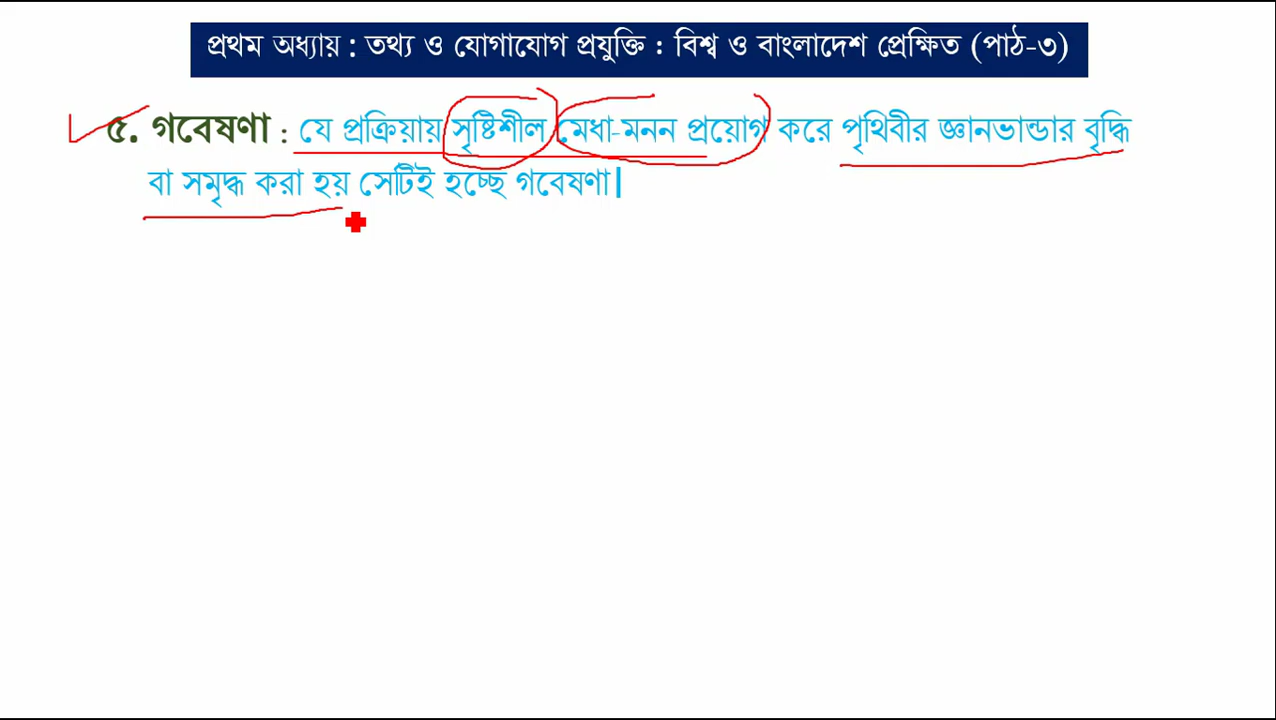 প্রথম অধ্যায় : তথ্য ও যোগাযোগ প্রযুক্তি : বিশ্ব ও বাংলাদেশ প্রেক্ষিত (পাঠ-৩)
৫. গবেষণা : যে প্রক্রিয়ায় সৃষ্টিশীল মেধা-মনন প্রয়োগ করে পৃথিবীর জ্ঞানভান্ডার বৃদ্ধি
বা সমৃদ্ধ করা হয় সেটিই হচ্ছে গবেষণা।